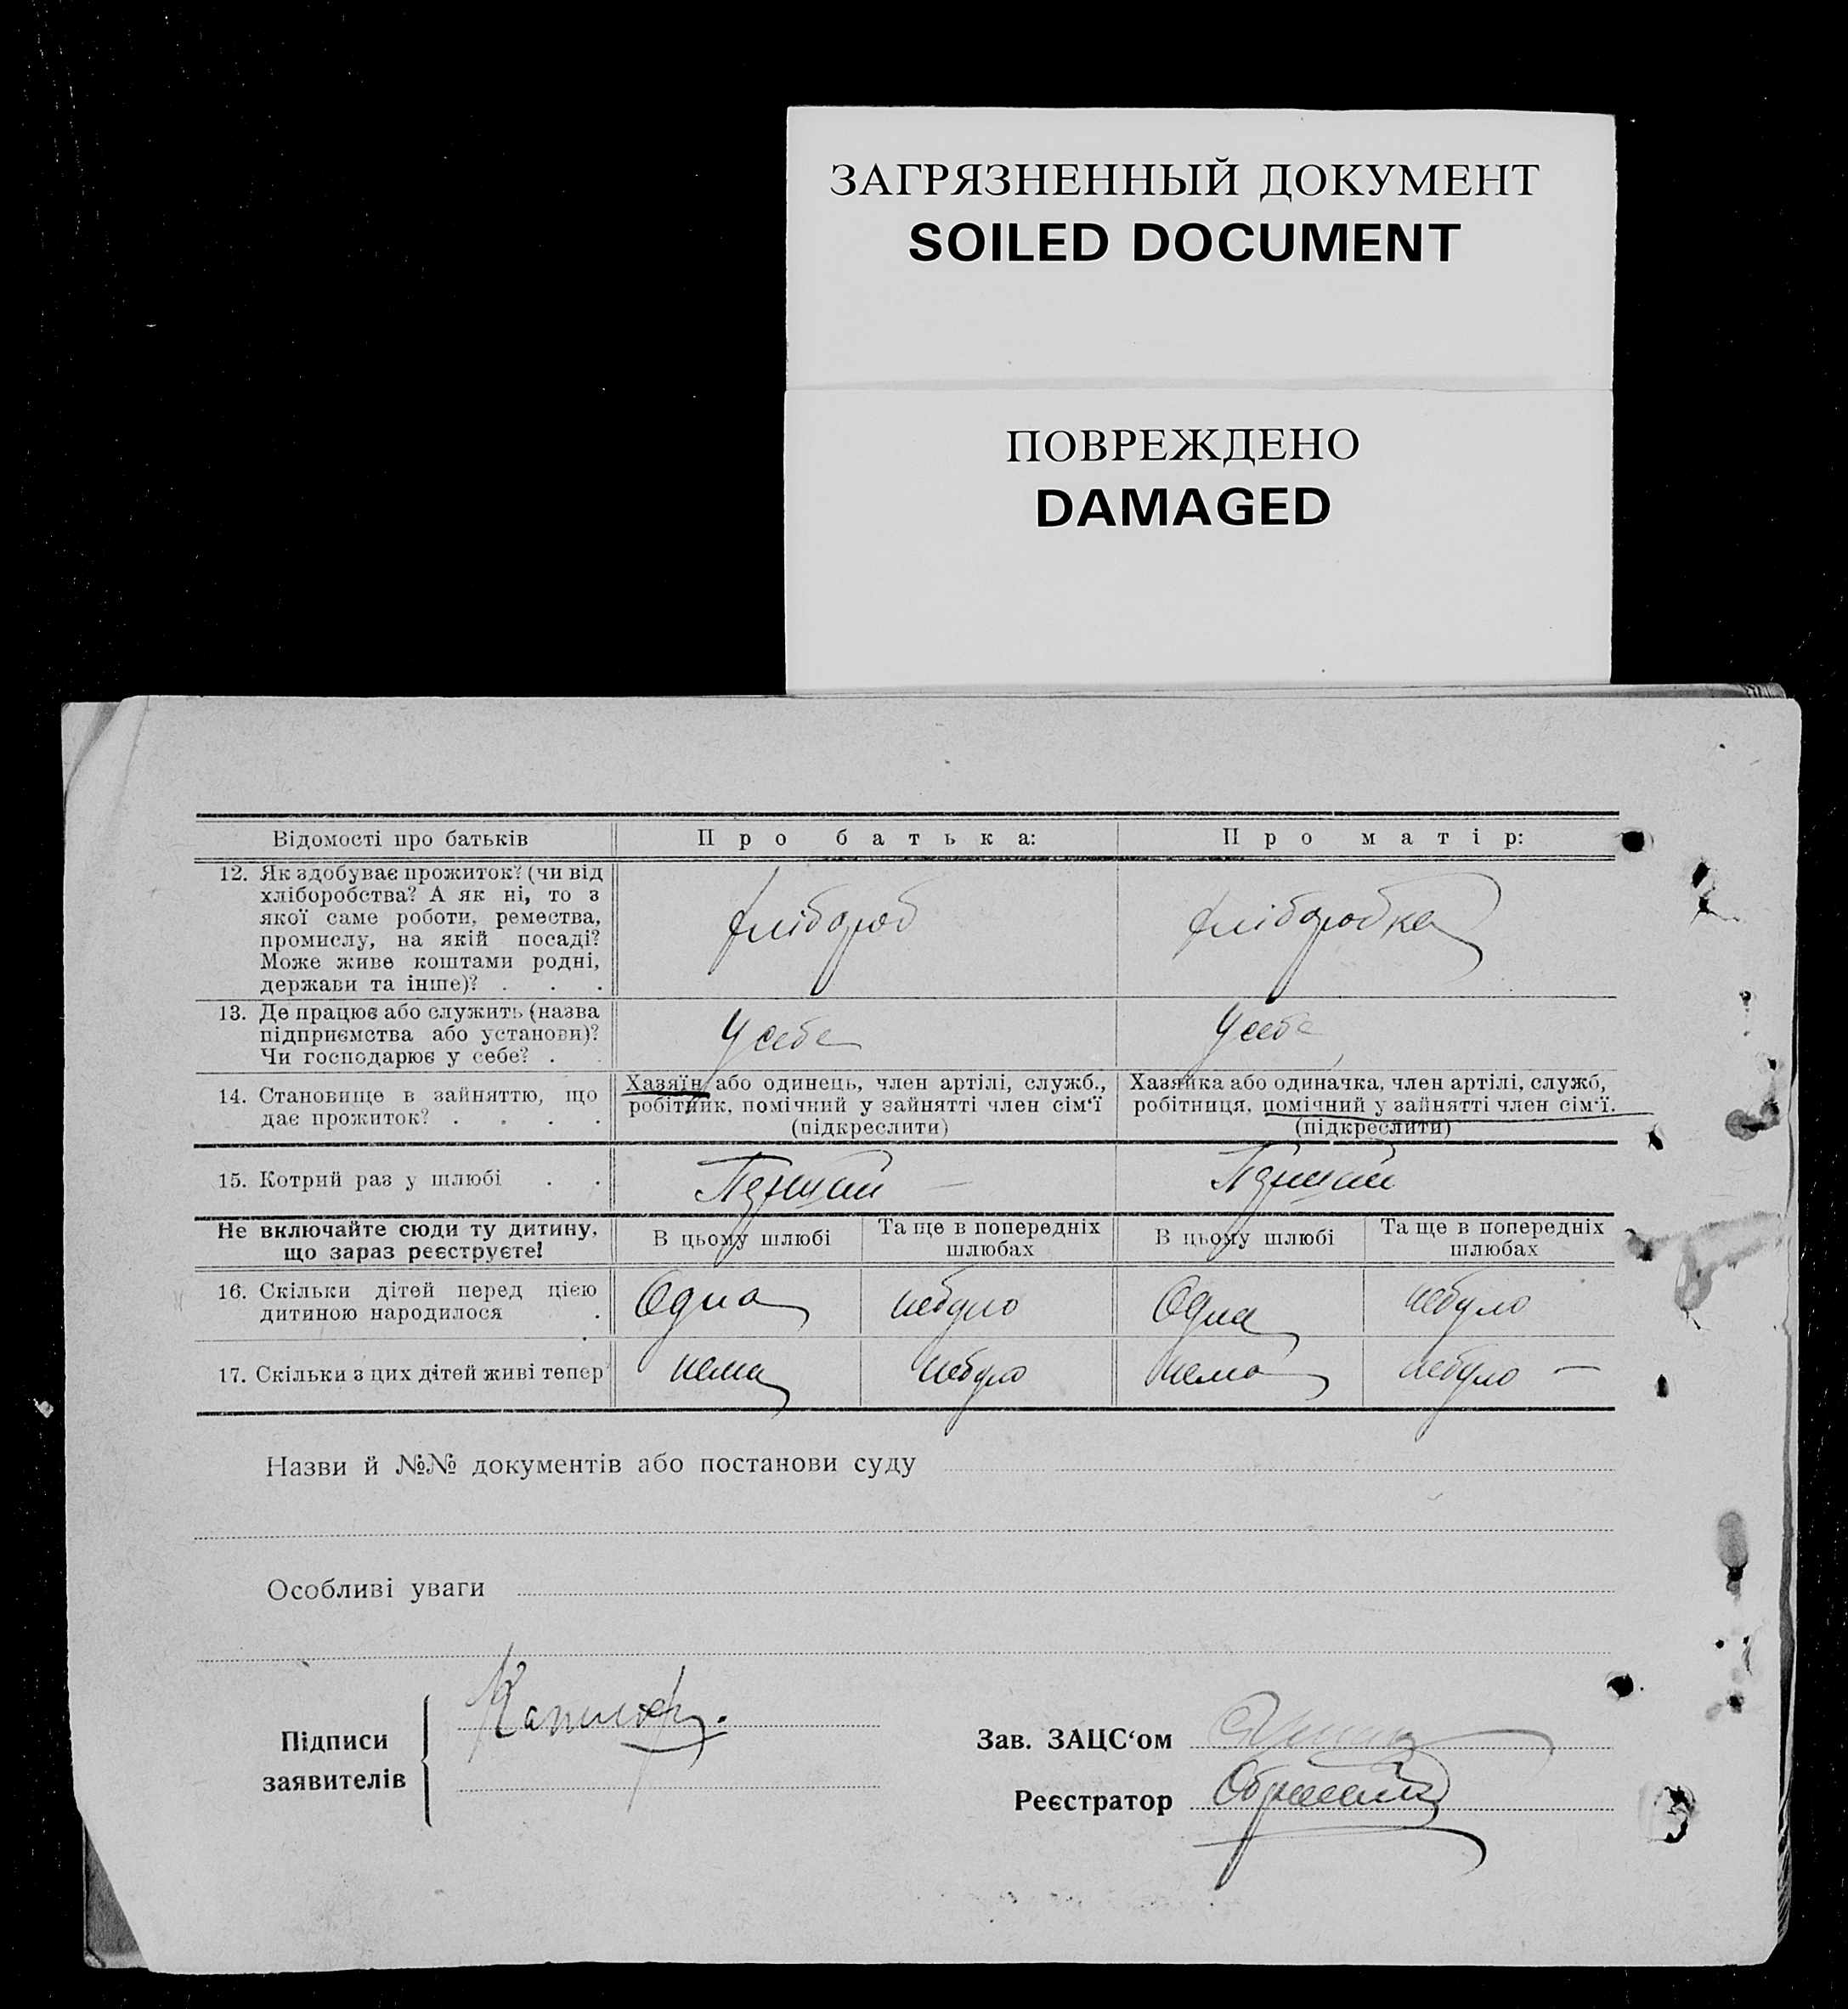 ЗАГРЯЗНЕННЫЙ ДОКУМЕНТ
SOILED DOCUMENT
ПОВРЕЖДЕНО
DAMAGED
Відомості про батьків Про батька: Про матір:
12. Як здобуває прожиток? (чи від
хліборобства? А як ні, то з
якої саме роботи, ремества,
промислу, на якій посаді?
Може живе коштами родні,
держави та інше)? . . .
хлібороб хліборобка
13. Де працює або служить (назва
підприємства або установи)?
Чи господарює у себе? . .
У себе У себе
14. Становище в зайняттю, що
дає прожиток? . . . .
Хазяїн або одинець, член артілі, служб.,
робітник, помічний у зайнятті член сім‘ї
(підкреслити)
Хазяйка або одиначка, член артілі, служб,
робітниця, помічний у зайнятті член сім‘ї.
(підкреслити)
15. Котрий раз у шлюбі . .
Перший Перший
Не включайте сюди ту дитину,
що зараз реєструєте!
В цьому шлюбі
Та ще в попередніх
шлюбах
В цьому шлюбі
Та ще в попередніх
шлюбах
16. Скільки дітей перед цією
дитиною народилося .
Одна небуло Одна небуло
17. Скільки з цих дітей живі тепер
нема небуло нема небуло —
Назви й №№ документів або постанови суду
Особливі уваги
Підписи
заявителів
Зав. ЗАЦС‘ом
Реєстратор